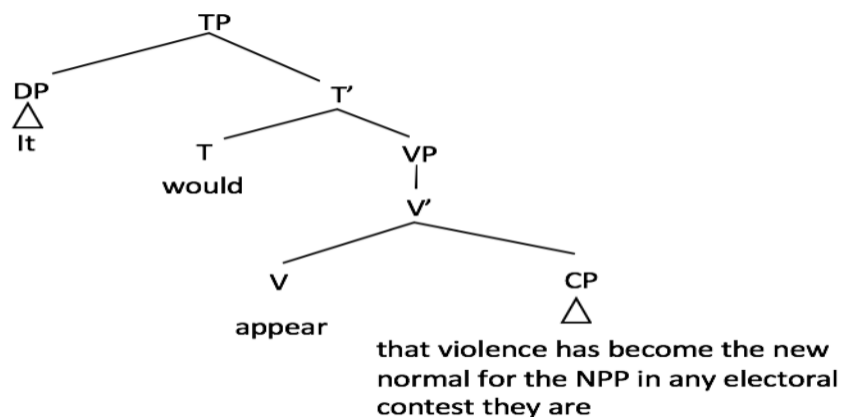 TP
DP
T’
It
T
VP
would
V’
V
CP
appear
that violence has become the new
normal for the NPP in any electoral
contest they are